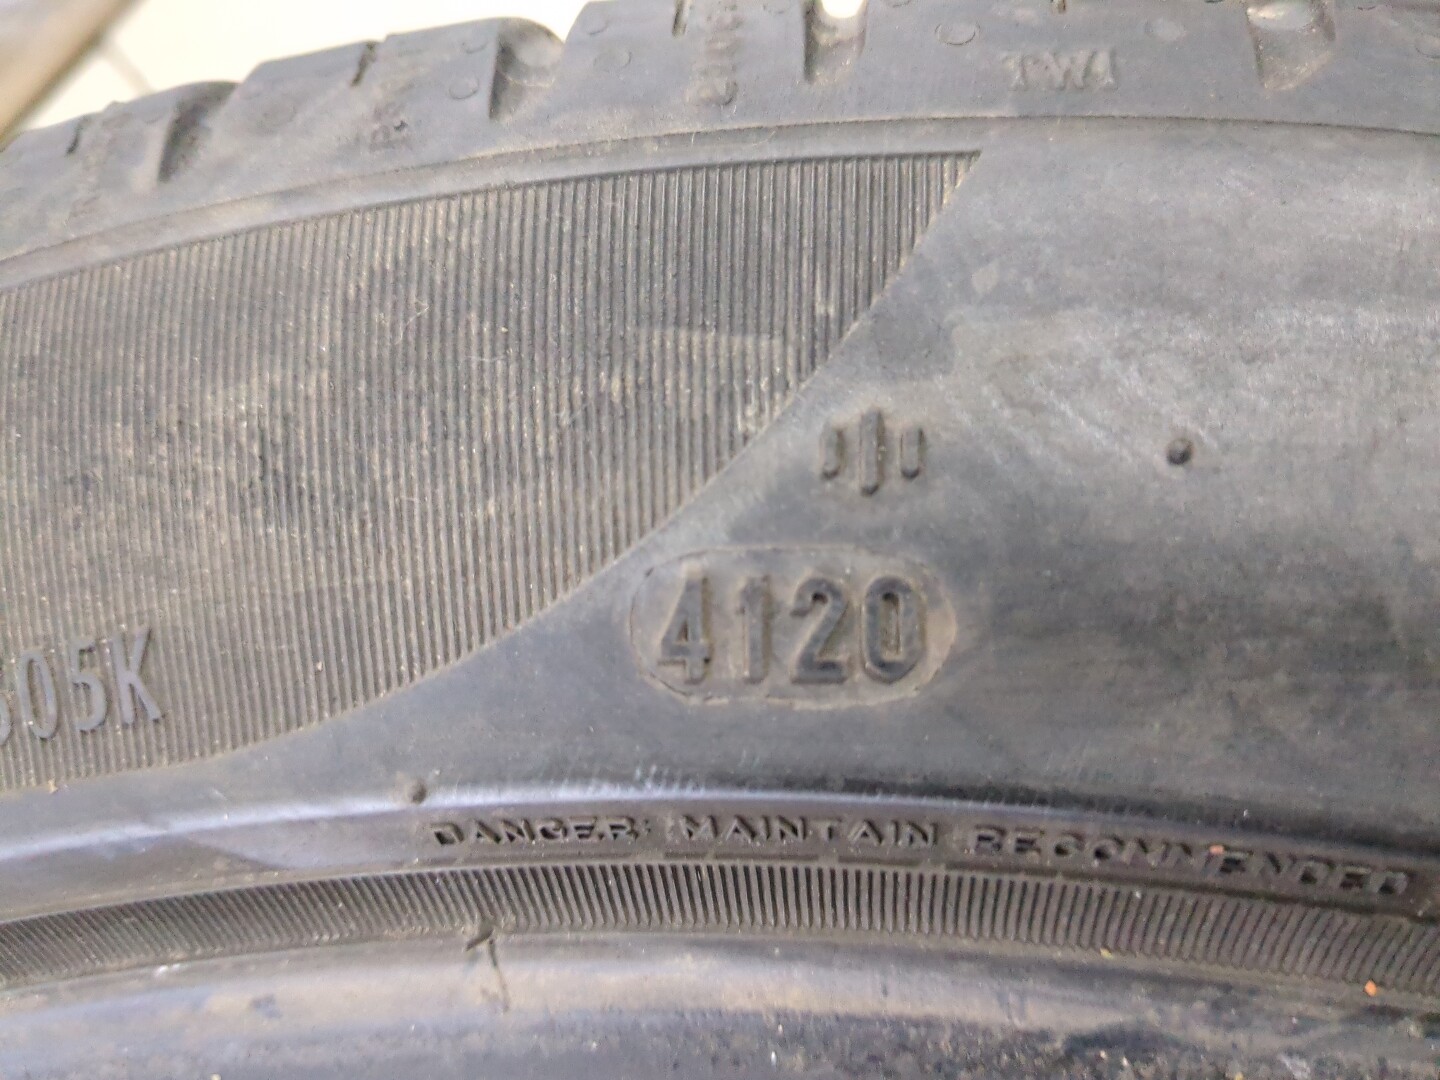 TWI
4120
505K
DANGER: MAINTAIN RECOMMENDED